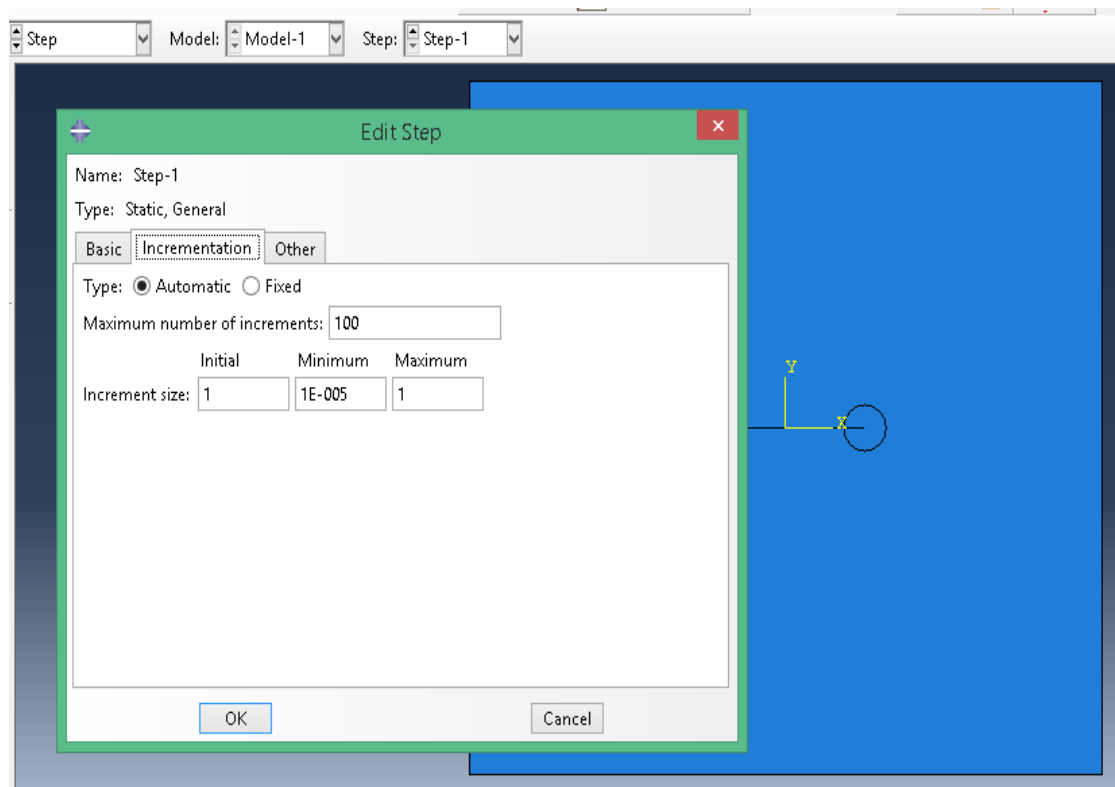 Step Model: Model-1 Step: Step-1
Edit Step
Name: Step-1
Type: Static, General
Basic Incrementation Other
Type: Automatic Fixed
Maximum number of increments: 100
Initial Minimum Maximum
Increment size: 1 1E-005 1
Y
X
OK Cancel